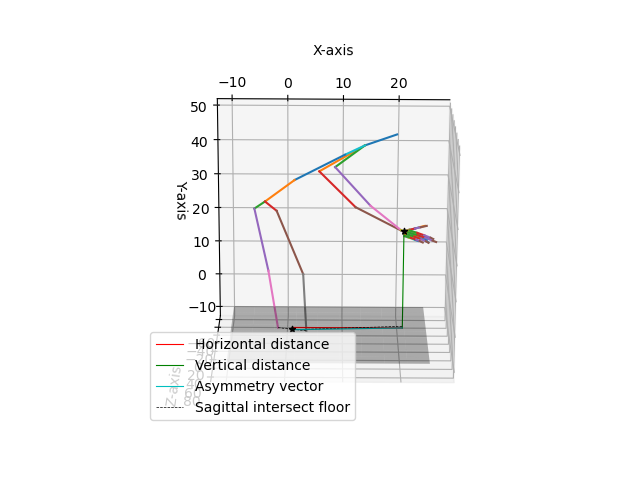 X-axis
−10 0 10 20
50
40
30
20
10
0
−10
Y-axis
Z-axis
Horizontal distance
Vertical distance
Asymmetry vector
Sagittal intersect floor